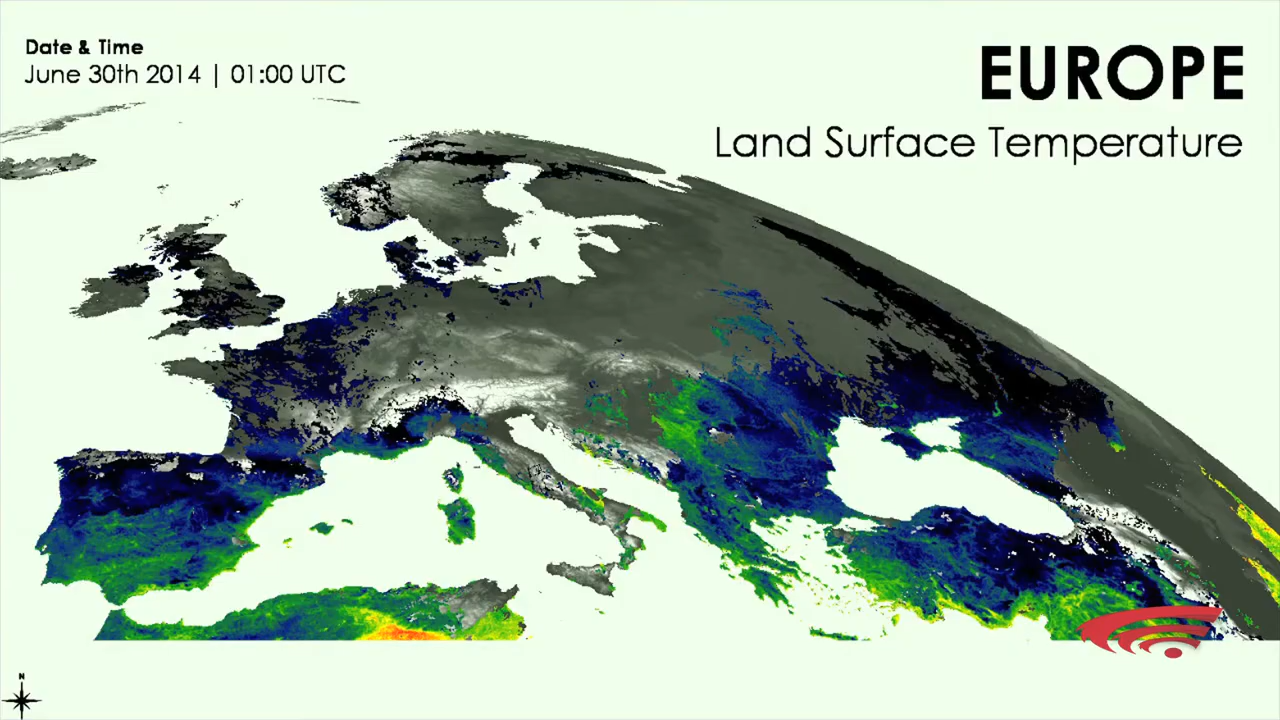 Date & Time
June 30th 2014 | 01:00 UTC
EUROPE
Land Surface Temperature
N